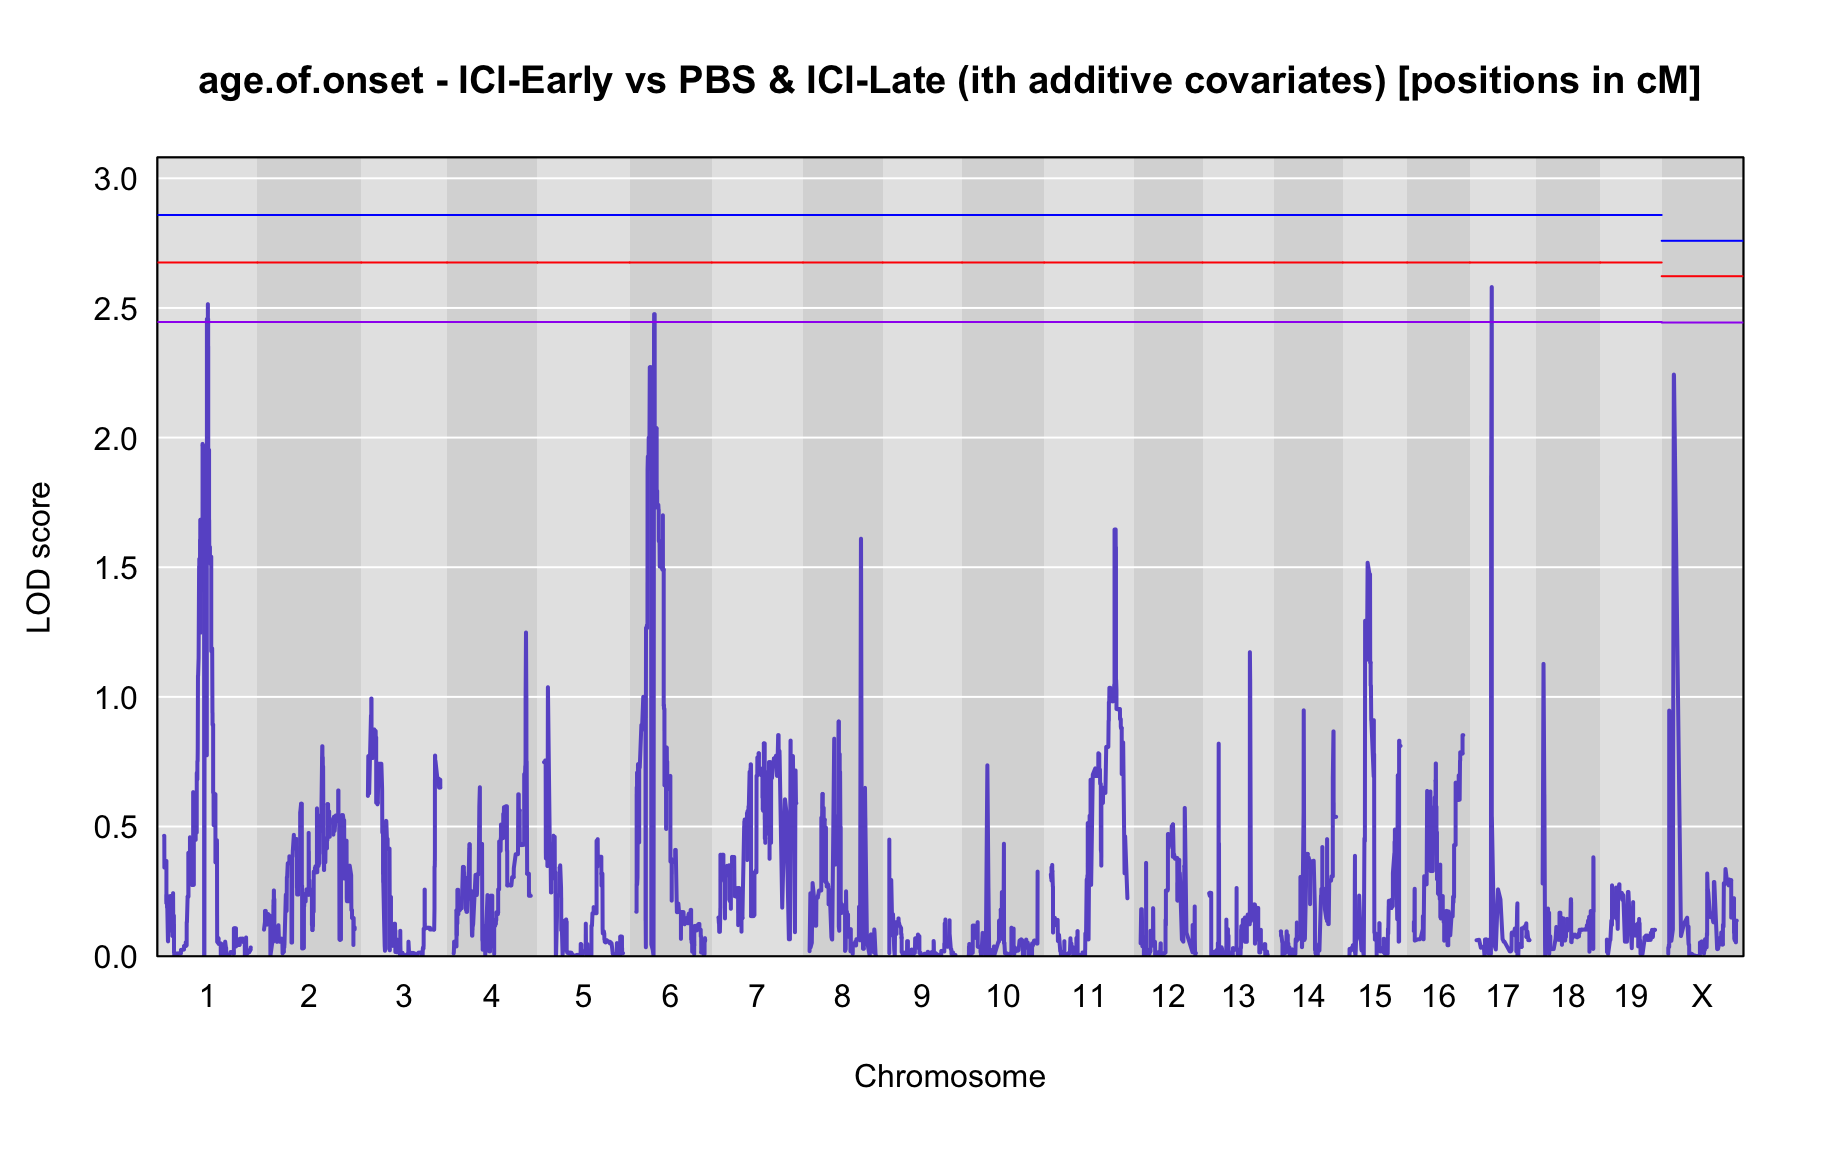 age.of.onset - ICI-Early vs PBS & ICI-Late (ith additive covariates) [positions in cM]
3.0
2.5
2.0
1.5
1.0
0.5
0.0
LOD score
1 2 3 4 5 6 7 8 9 10 11 12 13 14 15 16 17 18 19 X
Chromosome